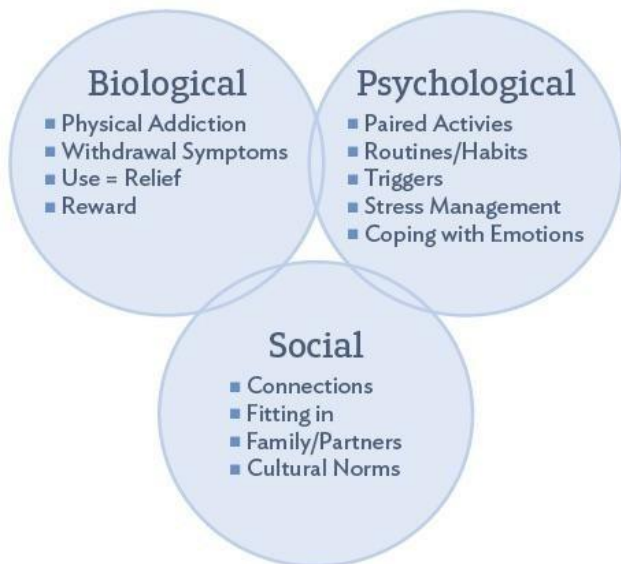 Biological
■ Physical Addiction
■ Withdrawal Symptoms
■ Use = Relief
■ Reward
Psychological
■ Paired Activies
■ Routines/Habits
■ Triggers
■ Stress Management
■ Coping with Emotions
Social
■ Connections
■ Fitting in
■ Family/Partners
■ Cultural Norms